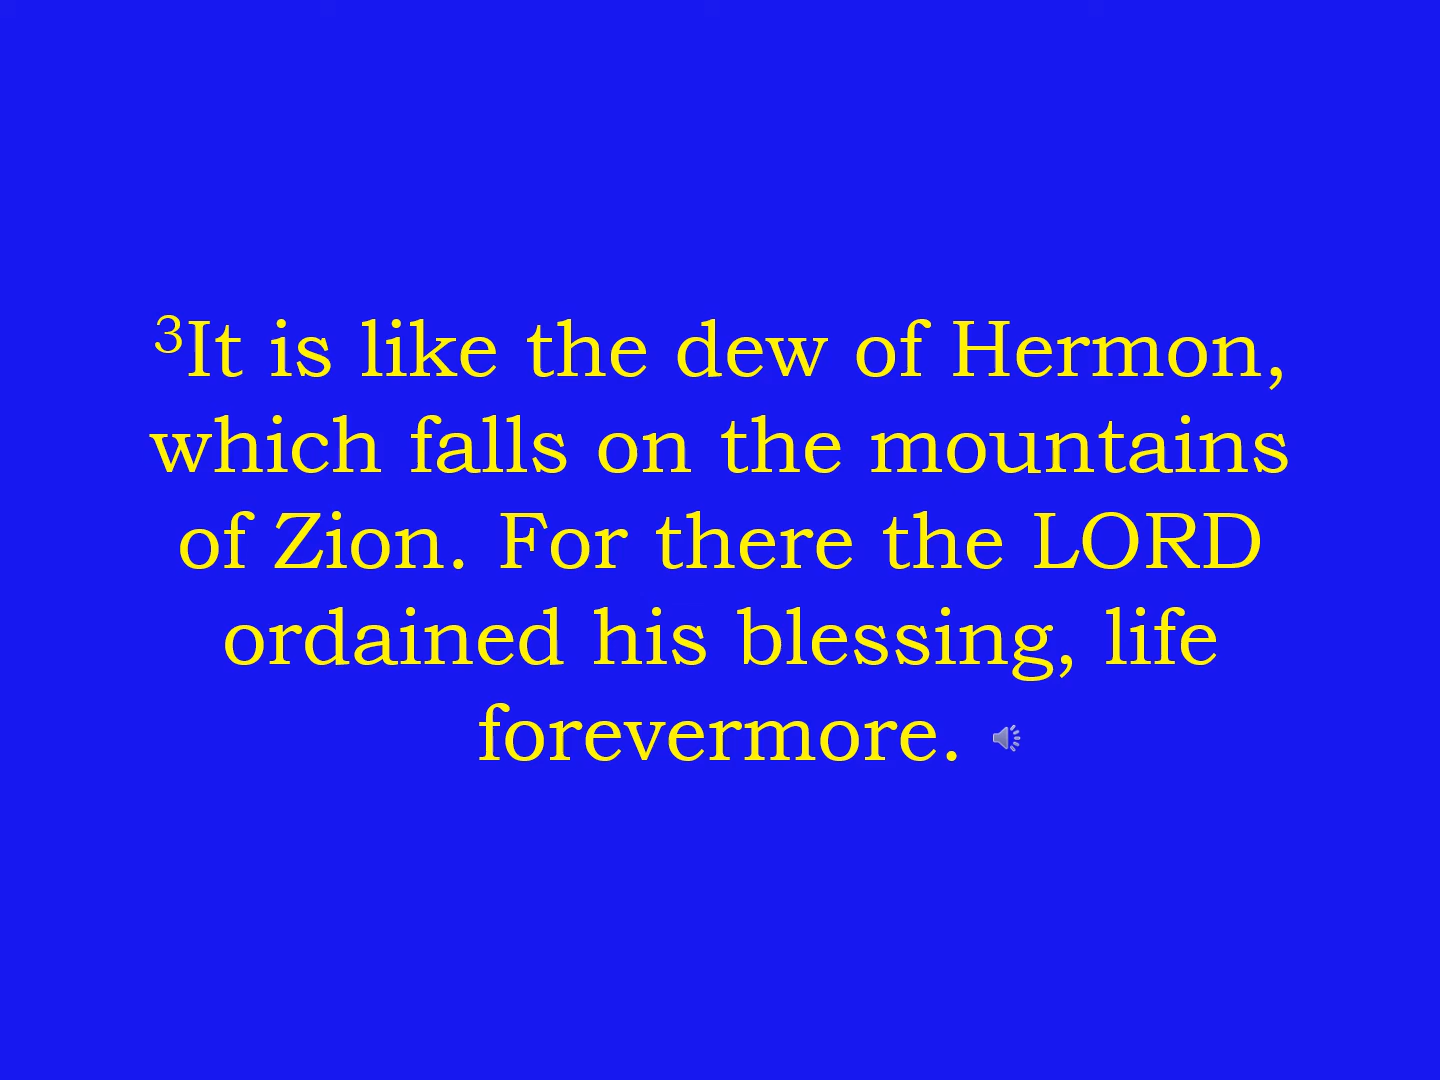 ³It is like the dew of Hermon,
which falls on the mountains
of Zion. For there the LORD
ordained his blessing, life
forevermore.